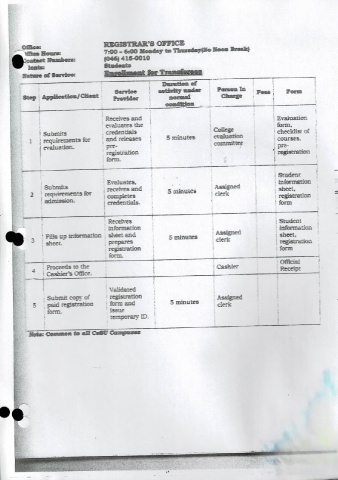 Office: REGISTRAR'S OFFICE
Office Hours: 7:00 - 6:00 Monday to Thursday(No Noon Break)
Contact Numbers: (046) 415-0010
Clients: Students
Nature of Service: Enrollment for Transferees
Step Application/Client Service Provider Duration of activity under normal condition Person In Charge Fees Form
1 Submits requirements for evaluation. Receives and evaluates the credentials and releases pre-registration form. 5 minutes College evaluation committee Evaluation form, checklist of courses, pre-registration
2 Submits requirements for admission. Evaluates, receives and completes credentials. 5 minutes Assigned clerk Student information sheet, registration form
3 Fills up information sheet. Receives information sheet and prepares registration form. 5 minutes Assigned clerk Student information sheet, registration form
4 Proceeds to the Cashier's Office. Cashier Official Receipt
5 Submit copy of paid registration form. Validated registration form and issue temporary ID. 5 minutes Assigned clerk
Note: Common to all CvSU Campuses